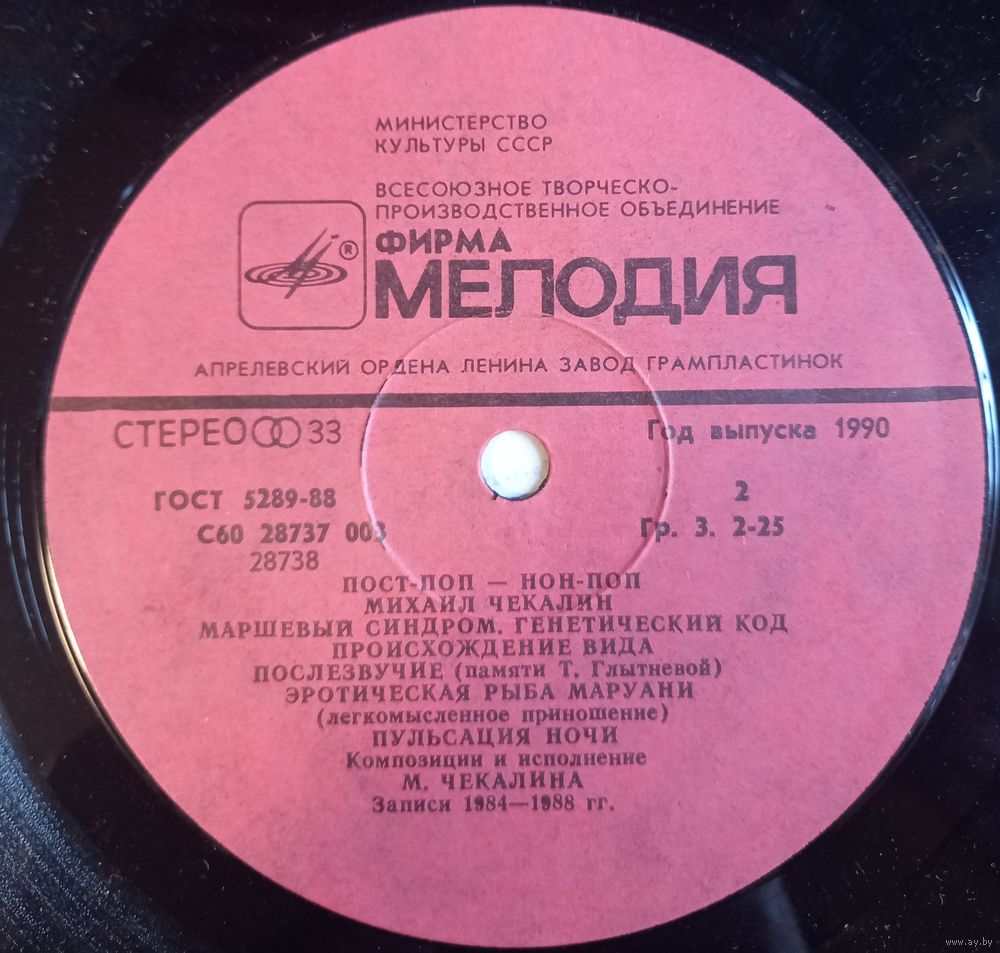 МИНИСТЕРСТВО
КУЛЬТУРЫ СССР
ВСЕСОЮЗНОЕ ТВОРЧЕСКО-
ПРОИЗВОДСТВЕННОЕ ОБЪЕДИНЕНИЕ
ФИРМА
МЕЛОДИЯ
®
АПРЕЛЕВСКИЙ ОРДЕНА ЛЕНИНА ЗАВОД ГРАМПЛАСТИНОК
СТЕРЕО 33
Год выпуска 1990
ГОСТ 5289-88
2
С60 28737 003
Гр. 3. 2-25
28738
ПОСТ-ПОП — НОН-ПОП
МИХАИЛ ЧЕКАЛИН
МАРШЕВЫЙ СИНДРОМ. ГЕНЕТИЧЕСКИЙ КОД
ПРОИСХОЖДЕНИЕ ВИДА
ПОСЛЕЗВУЧИЕ (памяти Т. Глытневой)
ЭРОТИЧЕСКАЯ РЫБА МАРУАНИ
(легкомысленное приношение)
ПУЛЬСАЦИЯ НОЧИ
Композиции и исполнение
М. ЧЕКАЛИНА
Записи 1984—1988 гг.
www.ay.by